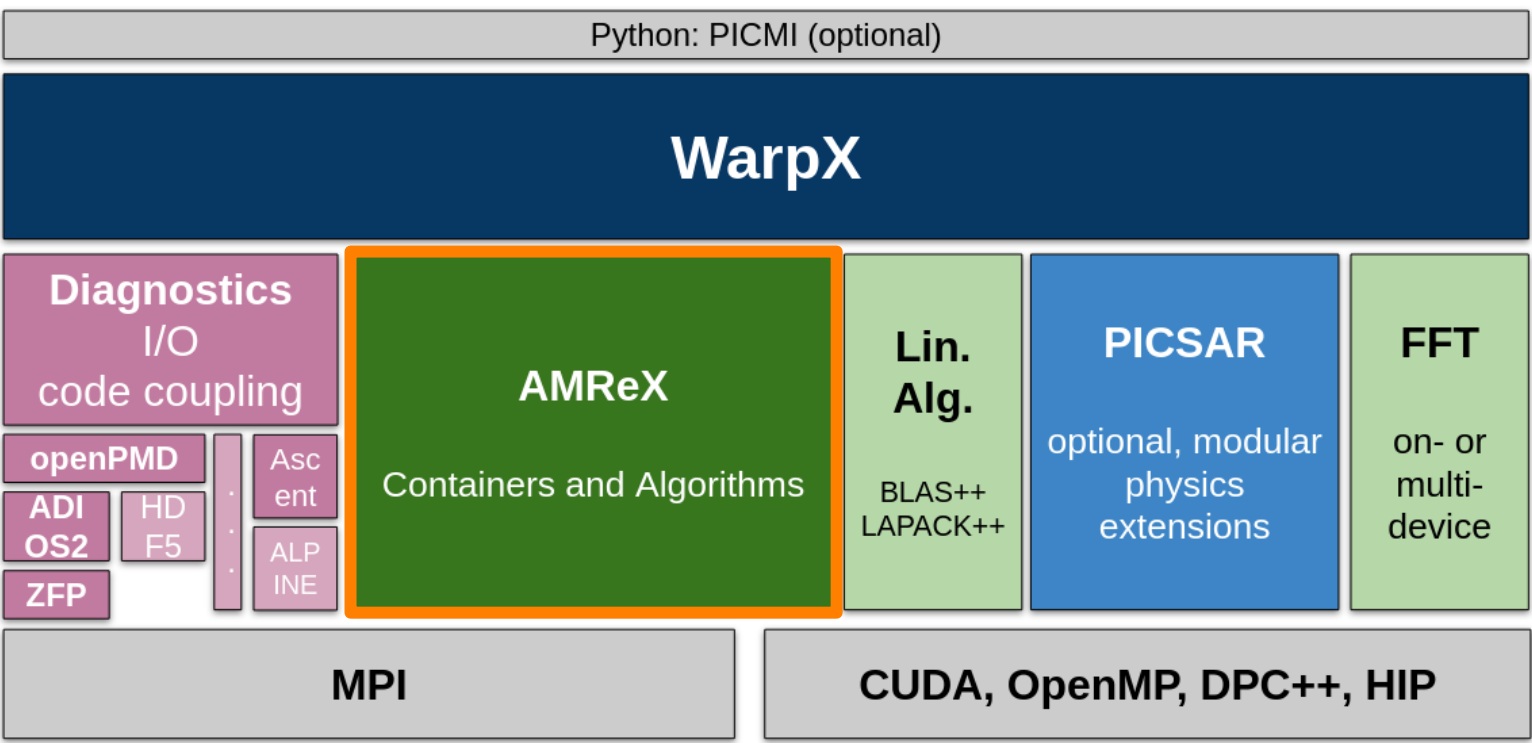 Python: PICMI (optional)
WarpX
Diagnostics
I/O
code coupling
openPMD
ADI
OS2
HD
F5
ZFP
.
.
.
Asc
ent
ALP
INE
AMReX
Containers and Algorithms
Lin.
Alg.
BLAS++
LAPACK++
PICSAR
optional, modular
physics
extensions
FFT
on- or
multi-
device
MPI
CUDA, OpenMP, DPC++, HIP